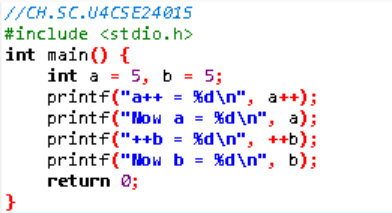 //CH.SC.U4CSE24015
#include <stdio.h>
int main() {
    int a = 5, b = 5;
    printf("a++ = %d\n", a++);
    printf("Now a = %d\n", a);
    printf("++b = %d\n", ++b);
    printf("Now b = %d\n", b);
    return 0;
}